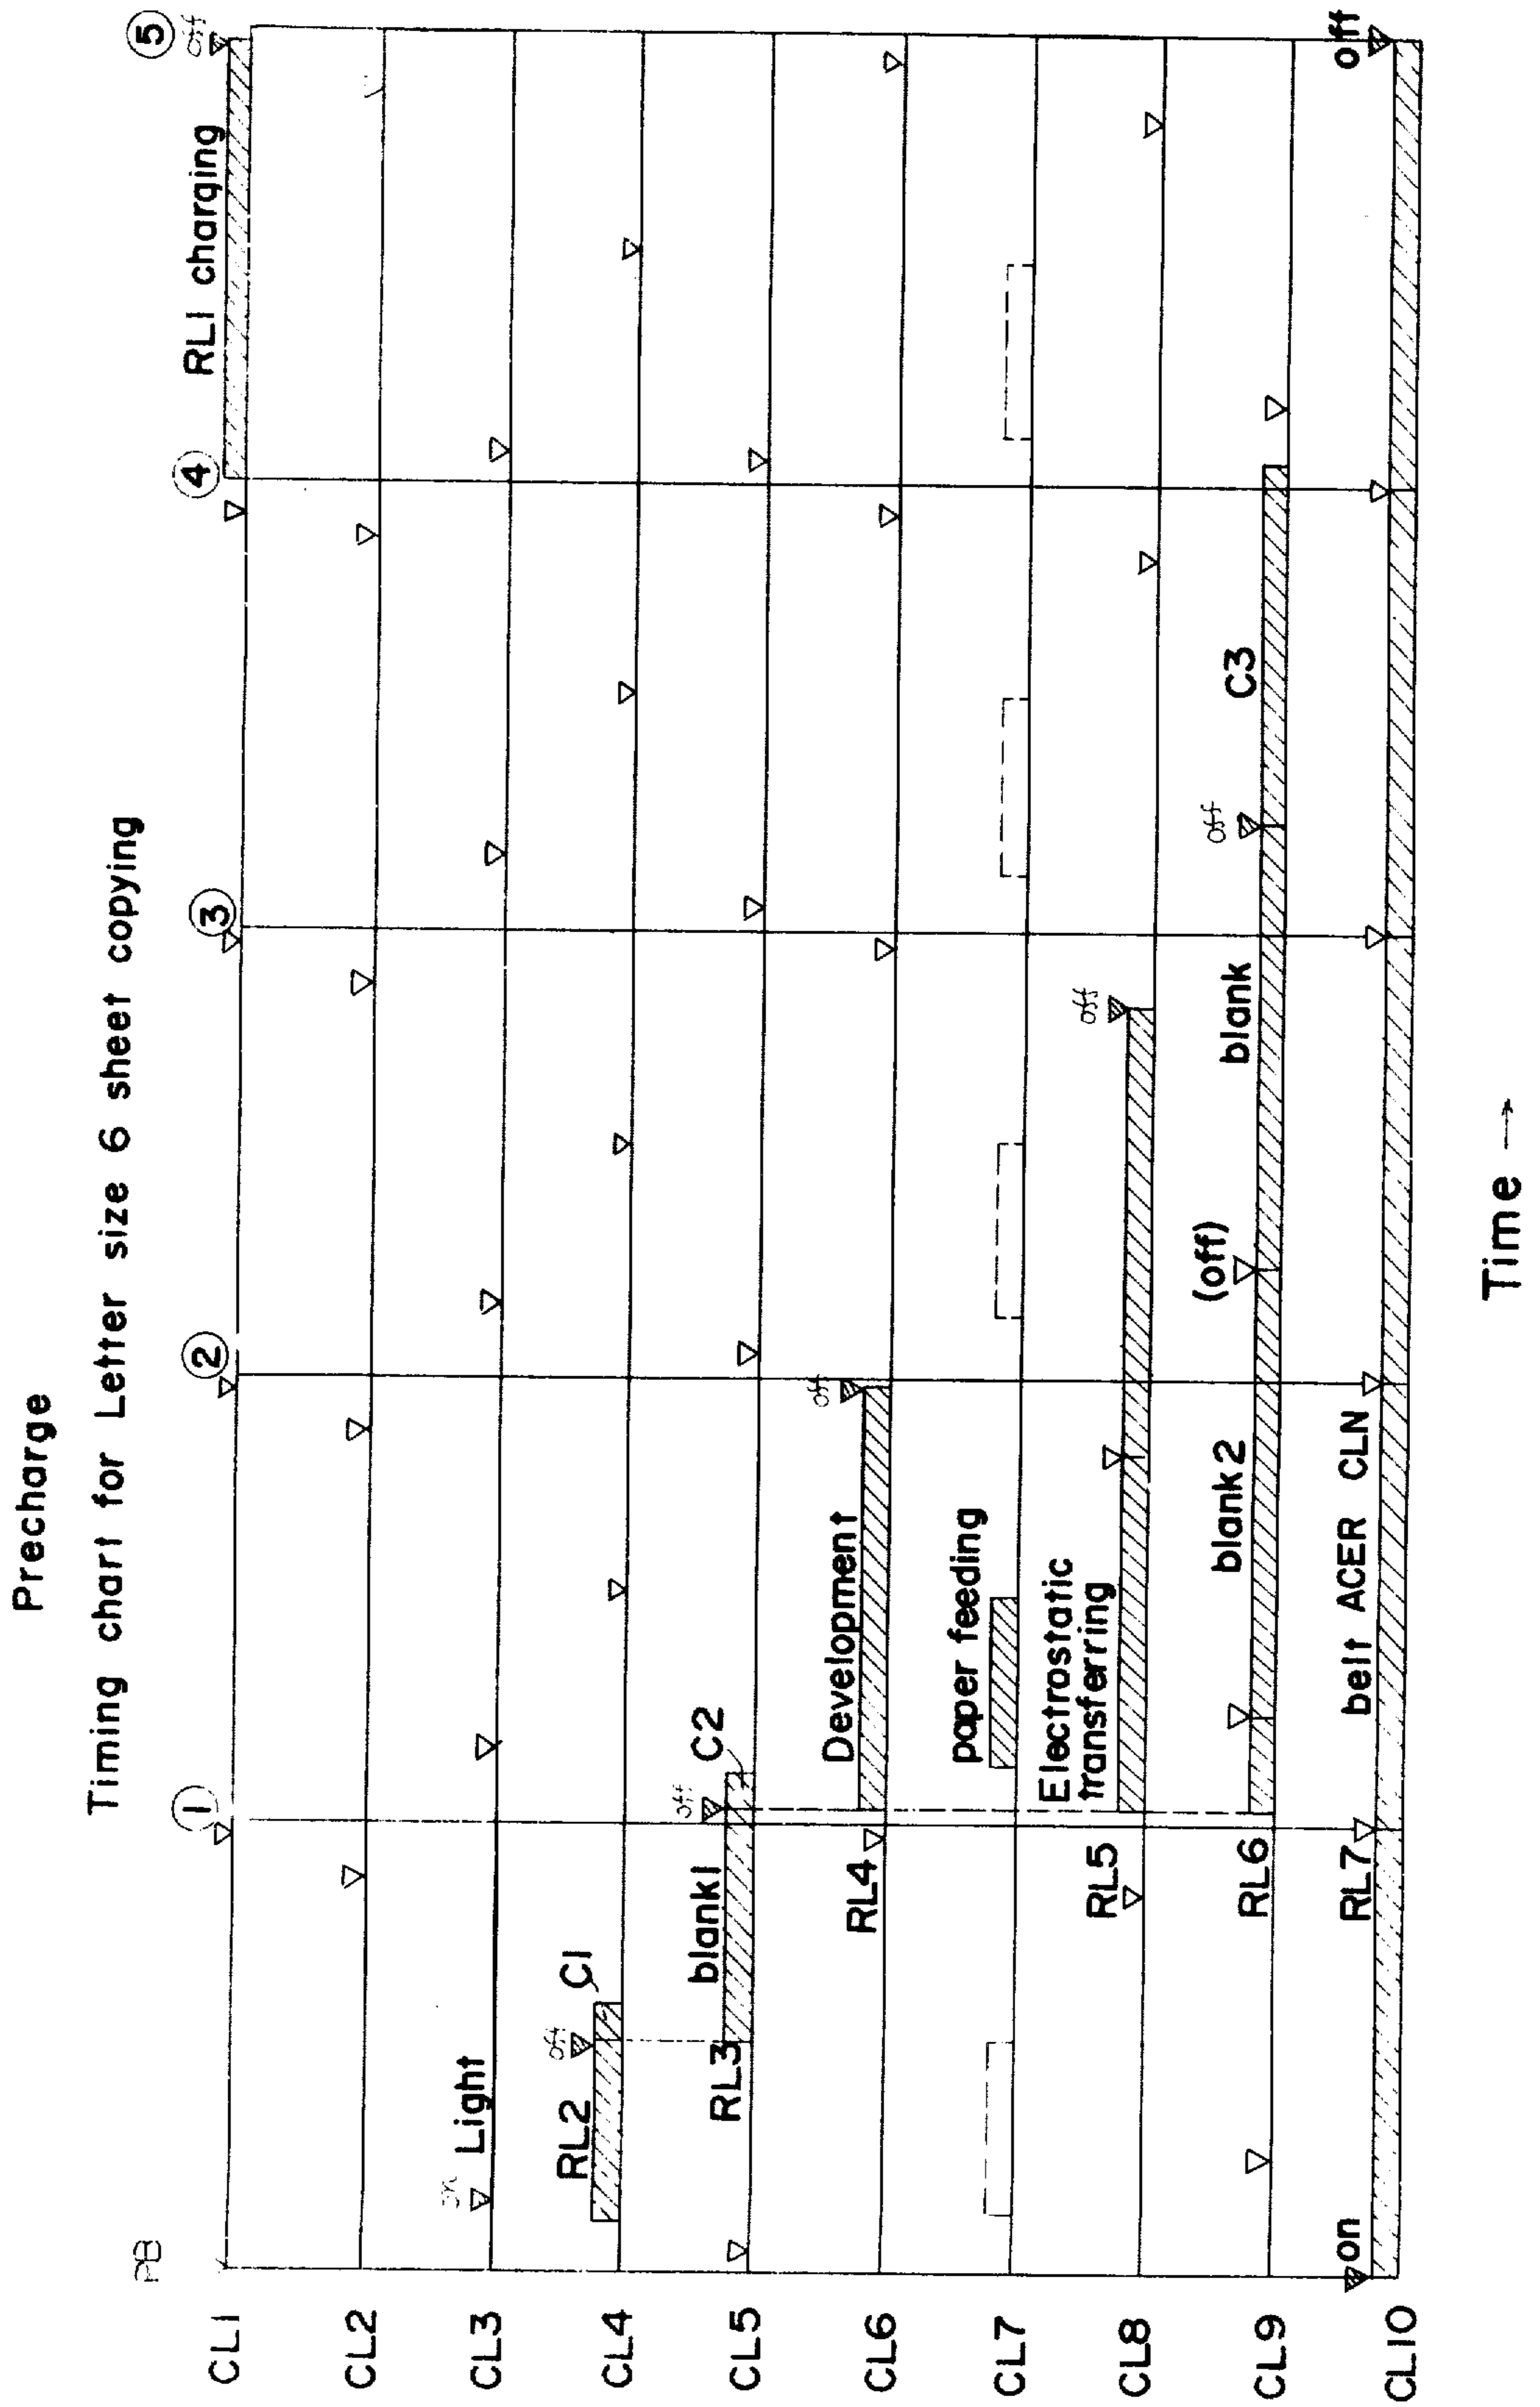 Precharge
Timing chart for Letter size 6 sheet copying
PB
1
2
3
4
5
off
CL1
RL1 charging
CL2
CL3
on
Light
CL4
RL2
off
C1
CL5
RL3
blank1
off
C2
CL6
RL4
Development
off
CL7
paper feeding
CL8
RL5
Electrostatic
transferring
off
CL9
RL6
blank2
(off)
blank
off
C3
CL10
on
RL7
belt ACER CLN
off
Time →